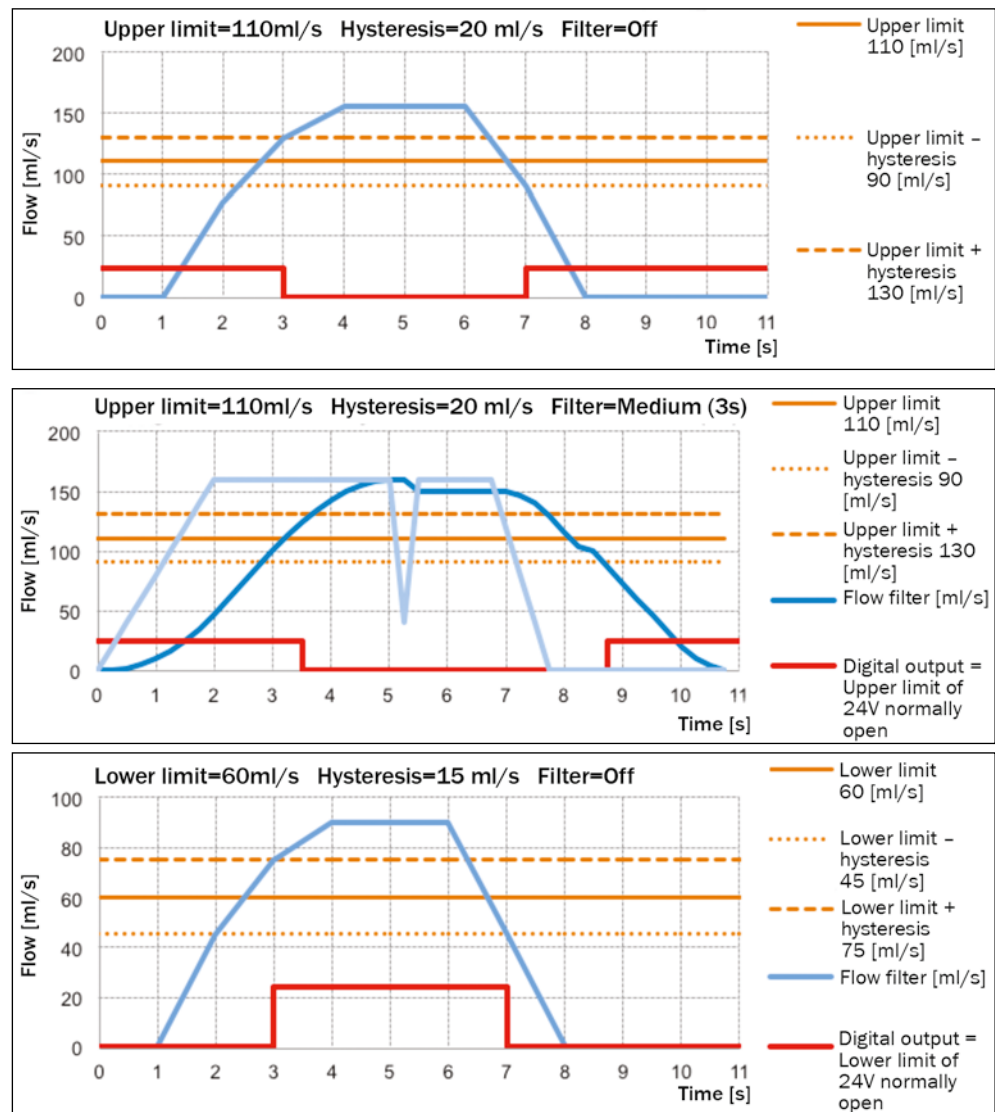 Upper limit=110ml/s Hysteresis=20 ml/s Filter=Off
Flow [ml/s]
200
150
100
50
0
0 1 2 3 4 5 6 7 8 9 10 11
Time [s]
Upper limit
110 [ml/s]
Upper limit –
hysteresis
90 [ml/s]
Upper limit +
hysteresis
130 [ml/s]
Upper limit=110ml/s Hysteresis=20 ml/s Filter=Medium (3s)
Flow [ml/s]
200
150
100
50
0
0 1 2 3 4 5 6 7 8 9 10 11
Time [s]
Upper limit
110 [ml/s]
Upper limit –
hysteresis 90
[ml/s]
Upper limit +
hysteresis 130
[ml/s]
Flow filter [ml/s]
Digital output =
Upper limit of
24V normally
open
Lower limit=60ml/s Hysteresis=15 ml/s Filter=Off
Flow [ml/s]
100
80
60
40
20
0
0 1 2 3 4 5 6 7 8 9 10 11
Time [s]
Lower limit
60 [ml/s]
Lower limit –
hysteresis
45 [ml/s]
Lower limit +
hysteresis
75 [ml/s]
Flow filter [ml/s]
Digital output =
Lower limit of
24V normally
open